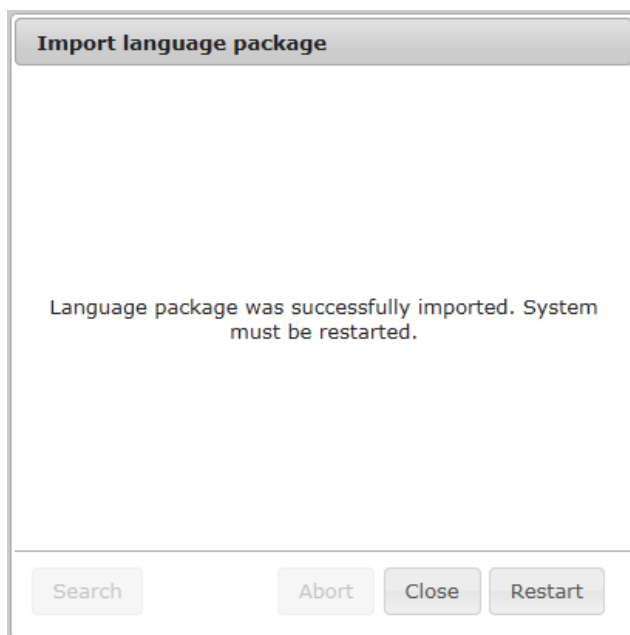 Import language package
Language package was successfully imported. System
must be restarted.
Search
Abort
Close
Restart